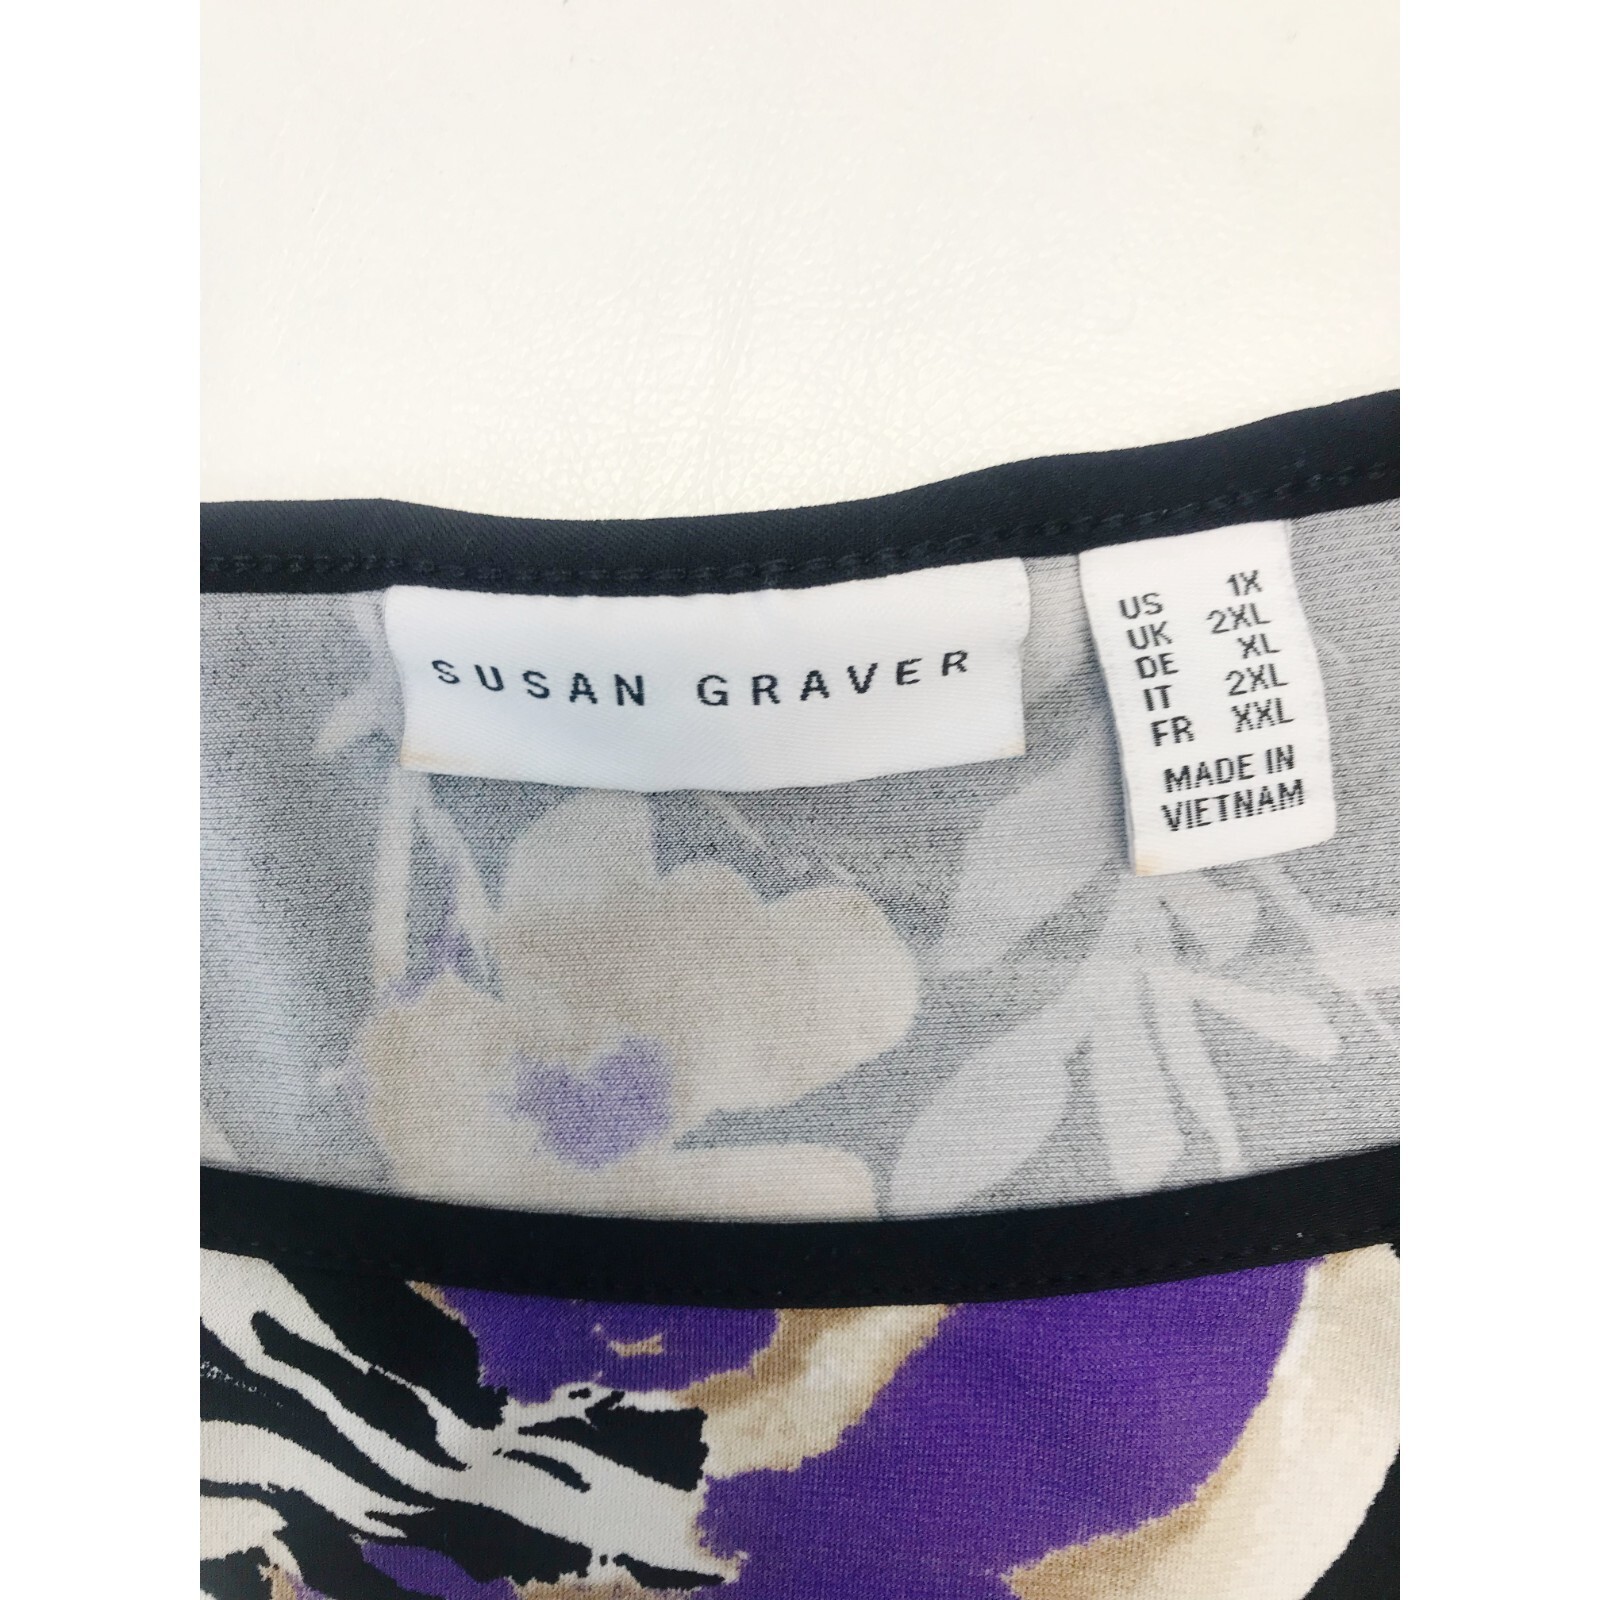 SUSAN GRAVER
US 1X
UK 2XL
DE XL
IT 2XL
FR XXL
MADE IN
VIETNAM